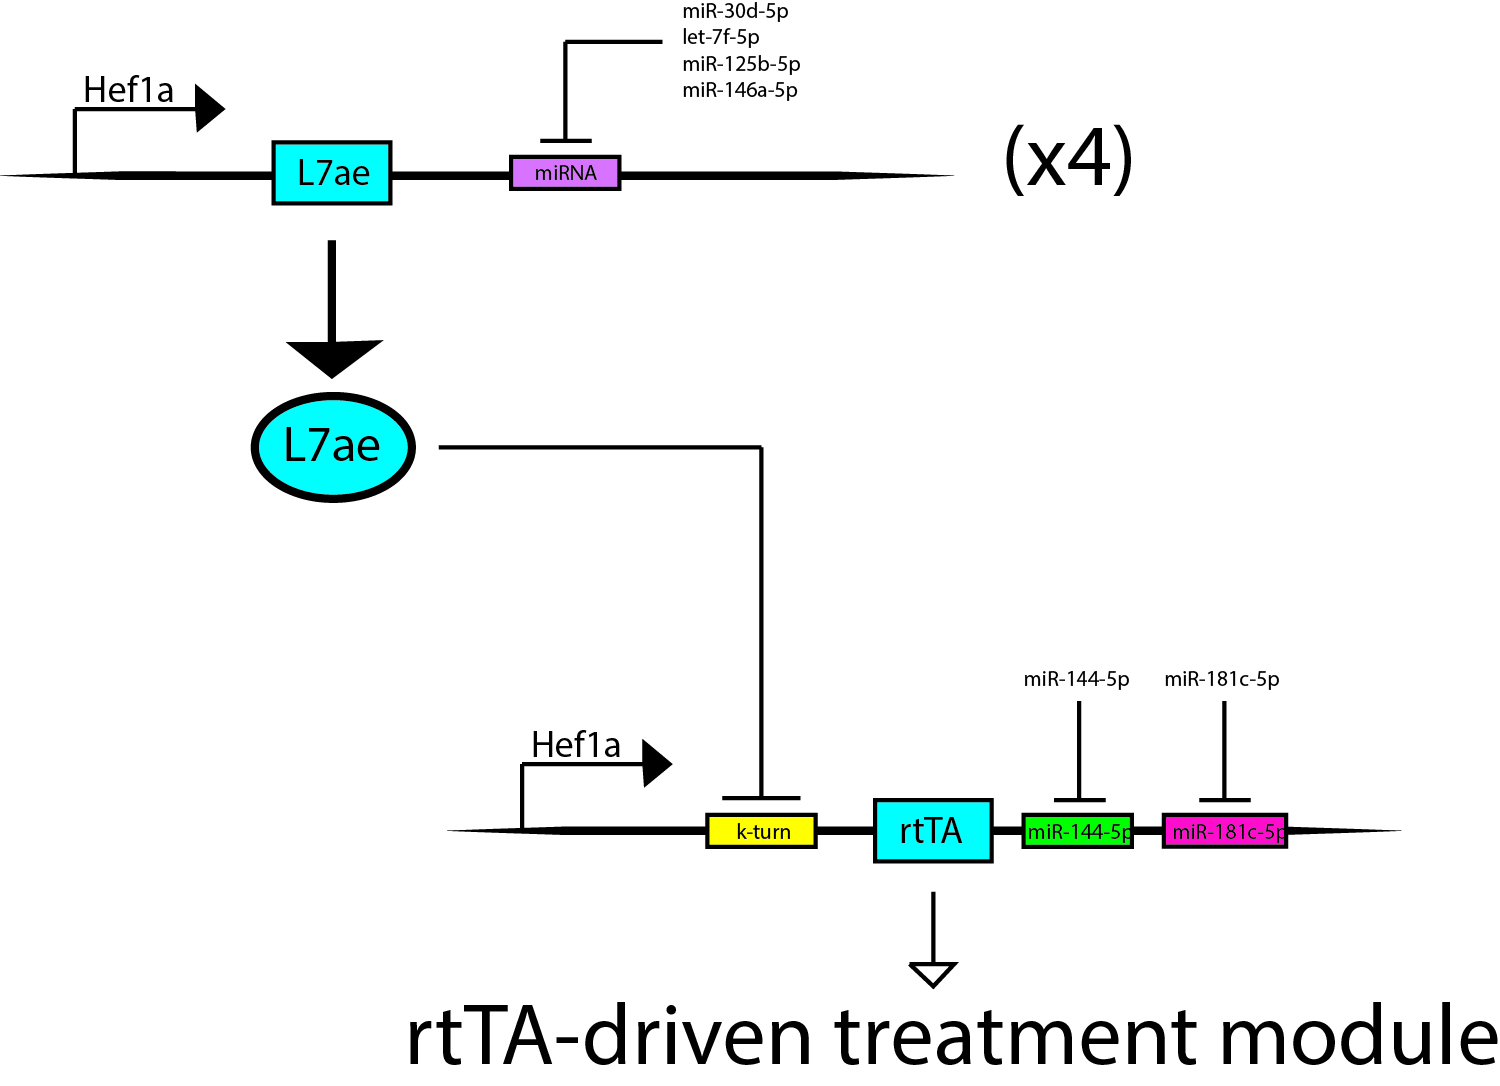 miR-30d-5p
let-7f-5p
miR-125b-5p
miR-146a-5p
Hef1a
L7ae
miRNA
(x4)
L7ae
miR-144-5p
miR-181c-5p
Hef1a
k-turn
rtTA
miR-144-5p
miR-181c-5p
rtTA-driven treatment module